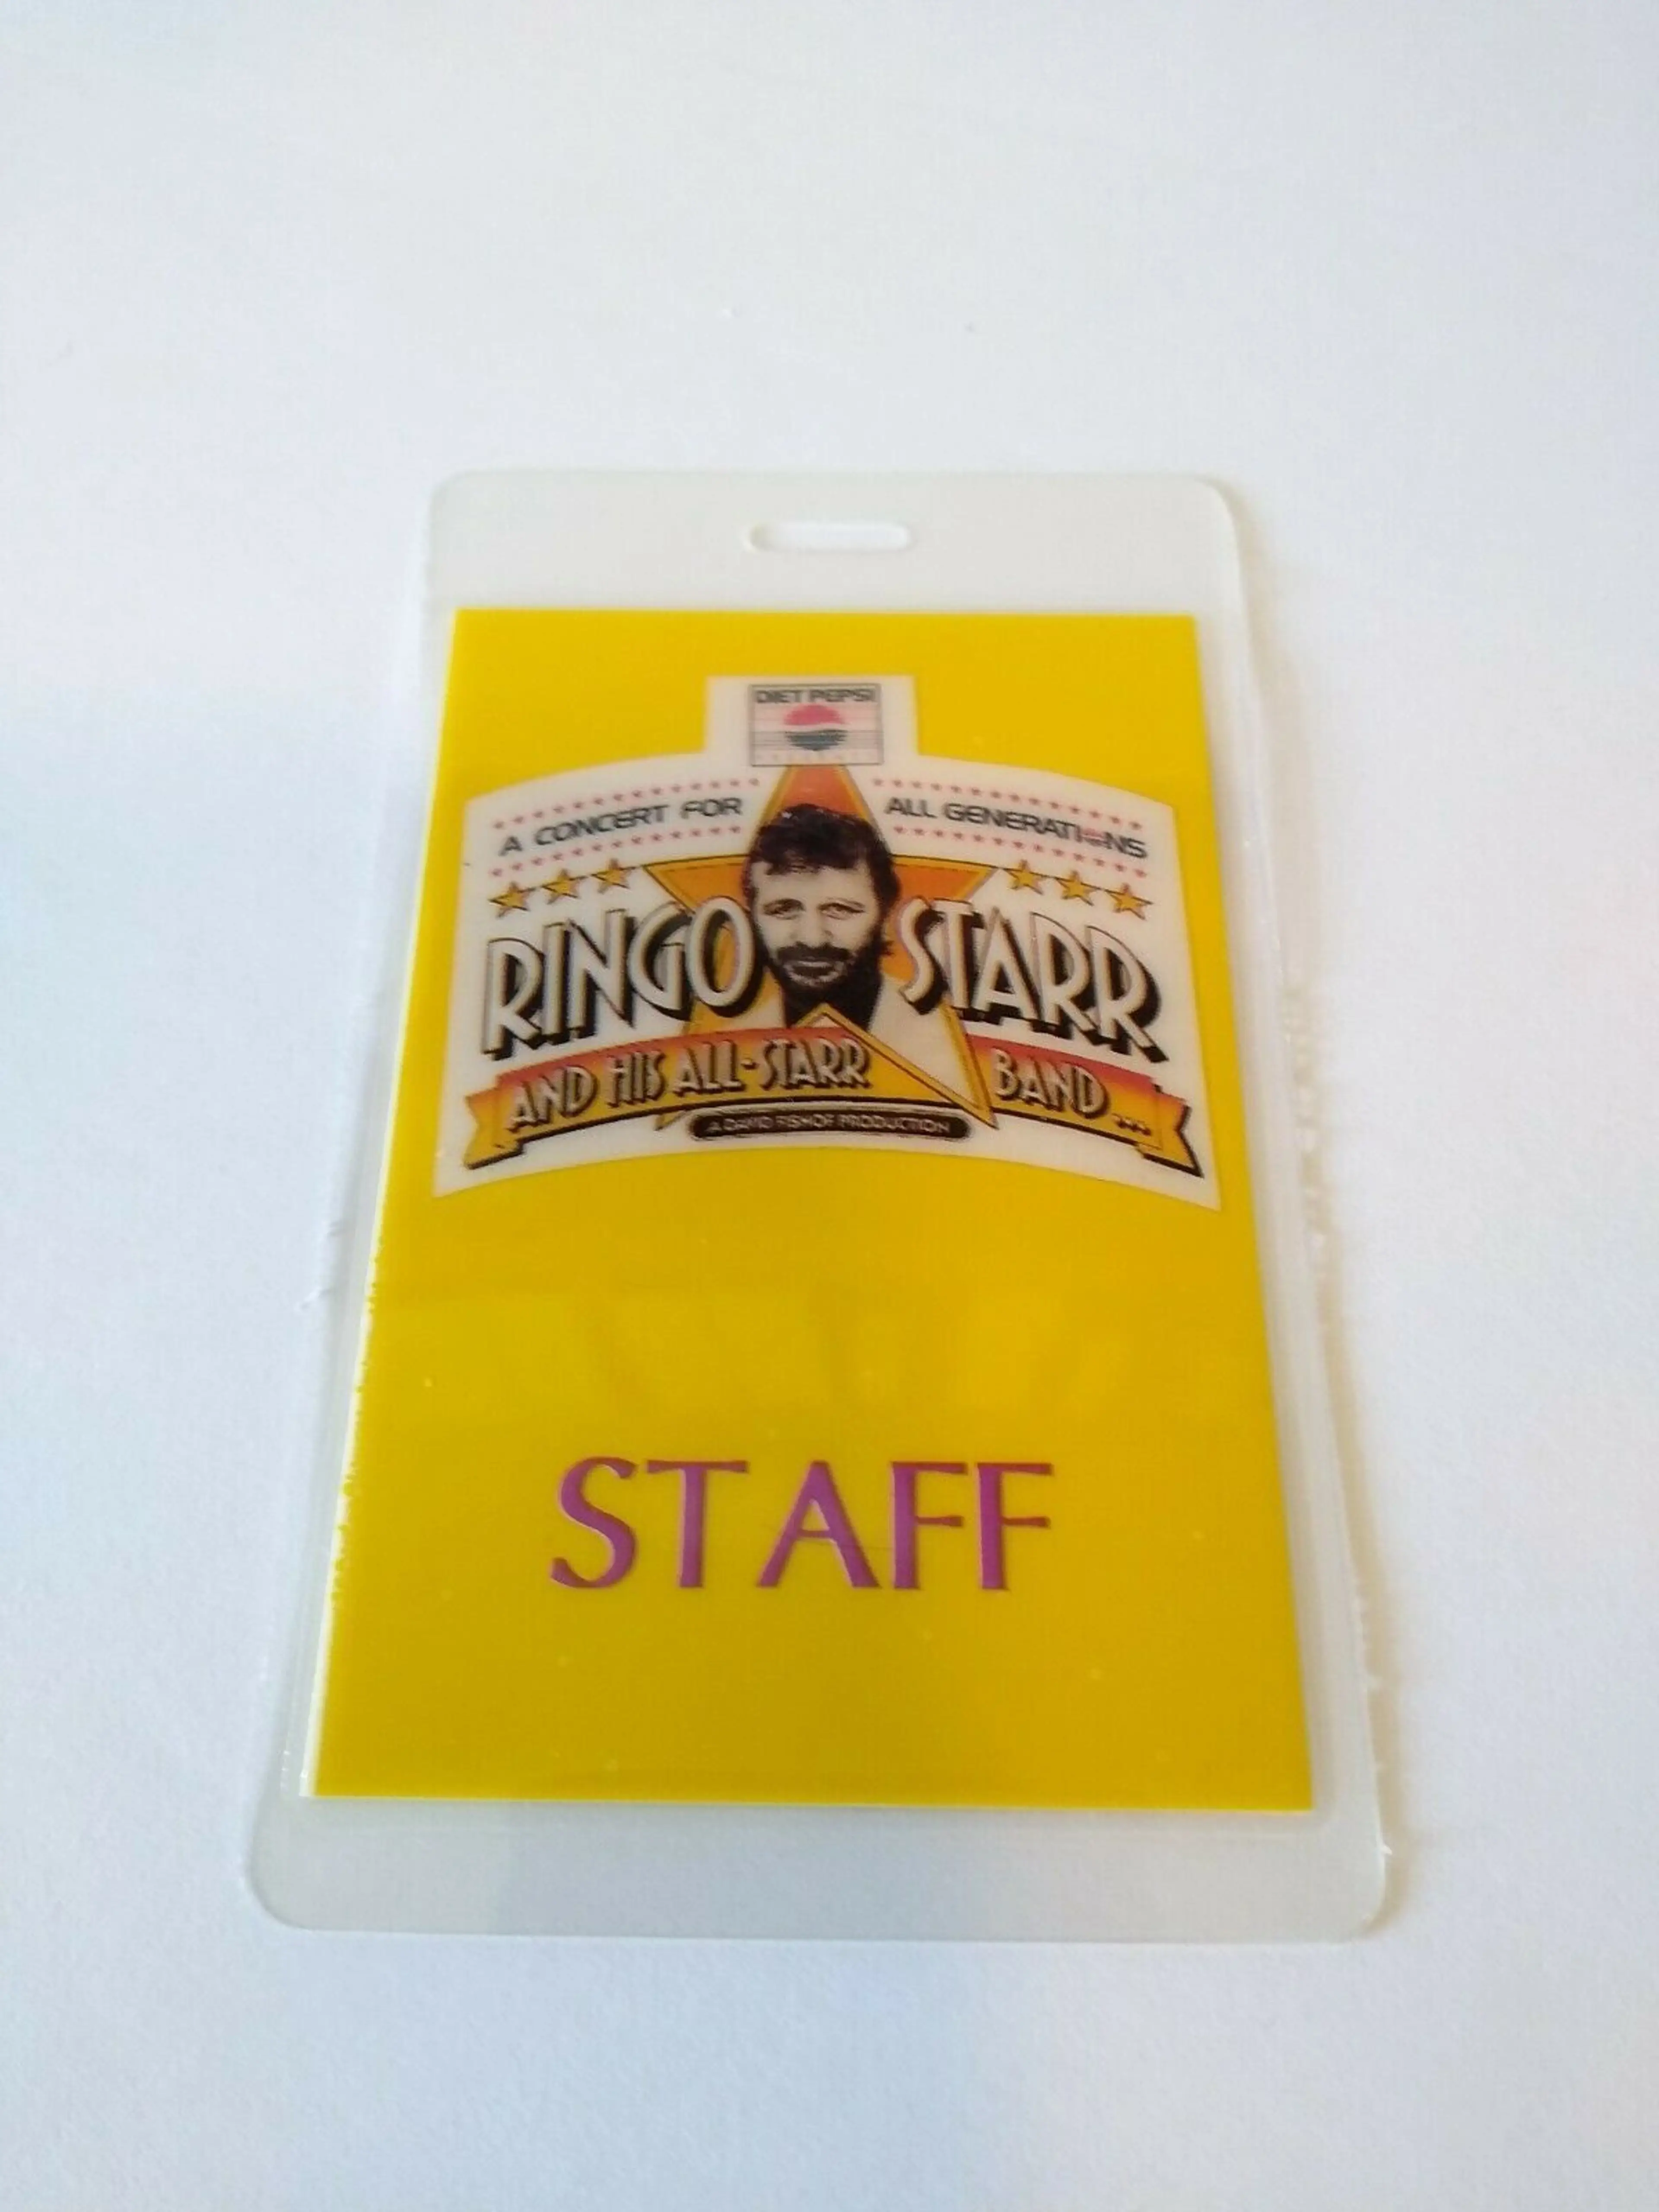 DIET PEPSI
A CONCERT FOR ALL GENERATIONS
RINGO STARR
AND HIS ALL-STARR BAND...
A DAVID FISHOF PRODUCTION
STAFF